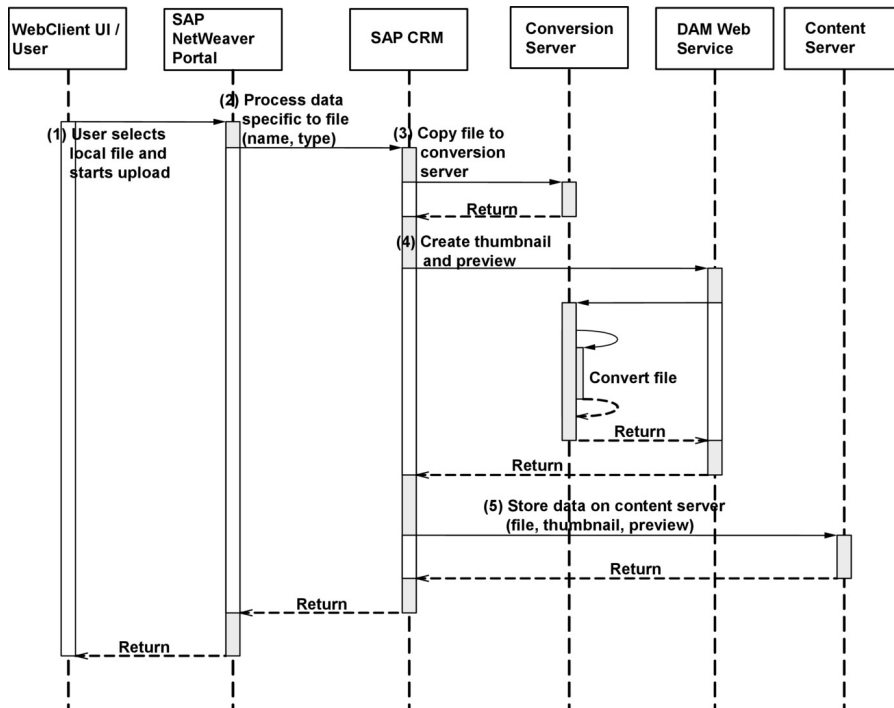 WebClient UI /
User
SAP
NetWeaver
Portal
SAP CRM
Conversion
Server
DAM Web
Service
Content
Server
(1) User selects
local file and
starts upload
(2) Process data
specific to file
(name, type)
(3) Copy file to
conversion
server
Return
(4) Create thumbnail
and preview
Convert file
Return
Return
(5) Store data on content server
(file, thumbnail, preview)
Return
Return
Return